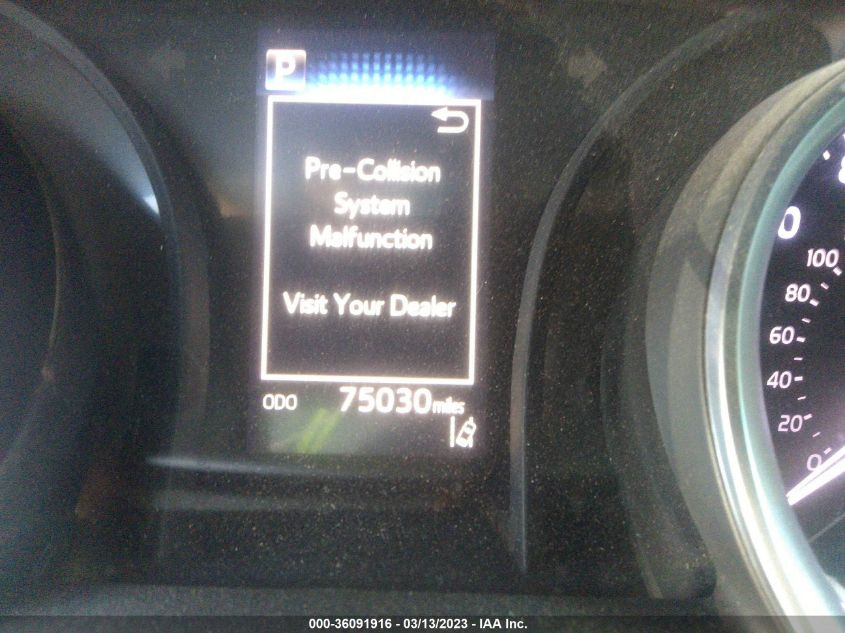 P
Pre-Collision
System
Malfunction
Visit Your Dealer
ODO 75030 miles
0
100
80
60
40
20
0
000-36091916 - 03/13/2023 - IAA Inc.